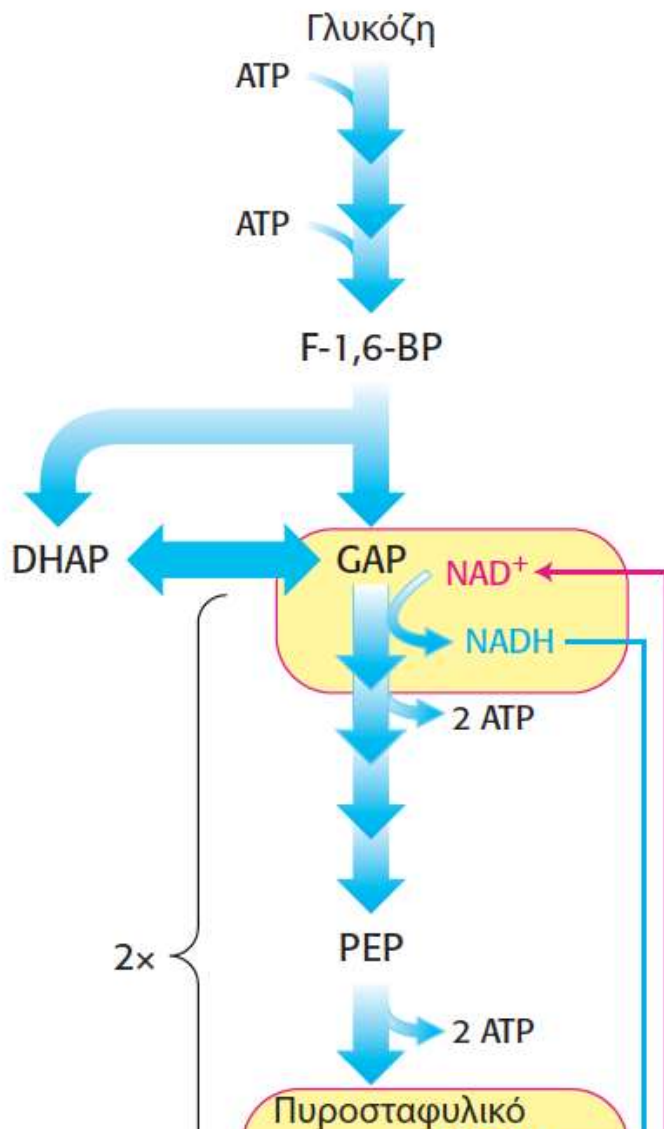 Γλυκόζη
ATP
ATP
F-1,6-BP
DHAP
GAP
NAD⁺
NADH
2 ATP
PEP
2×
2 ATP
Πυροσταφυλικό